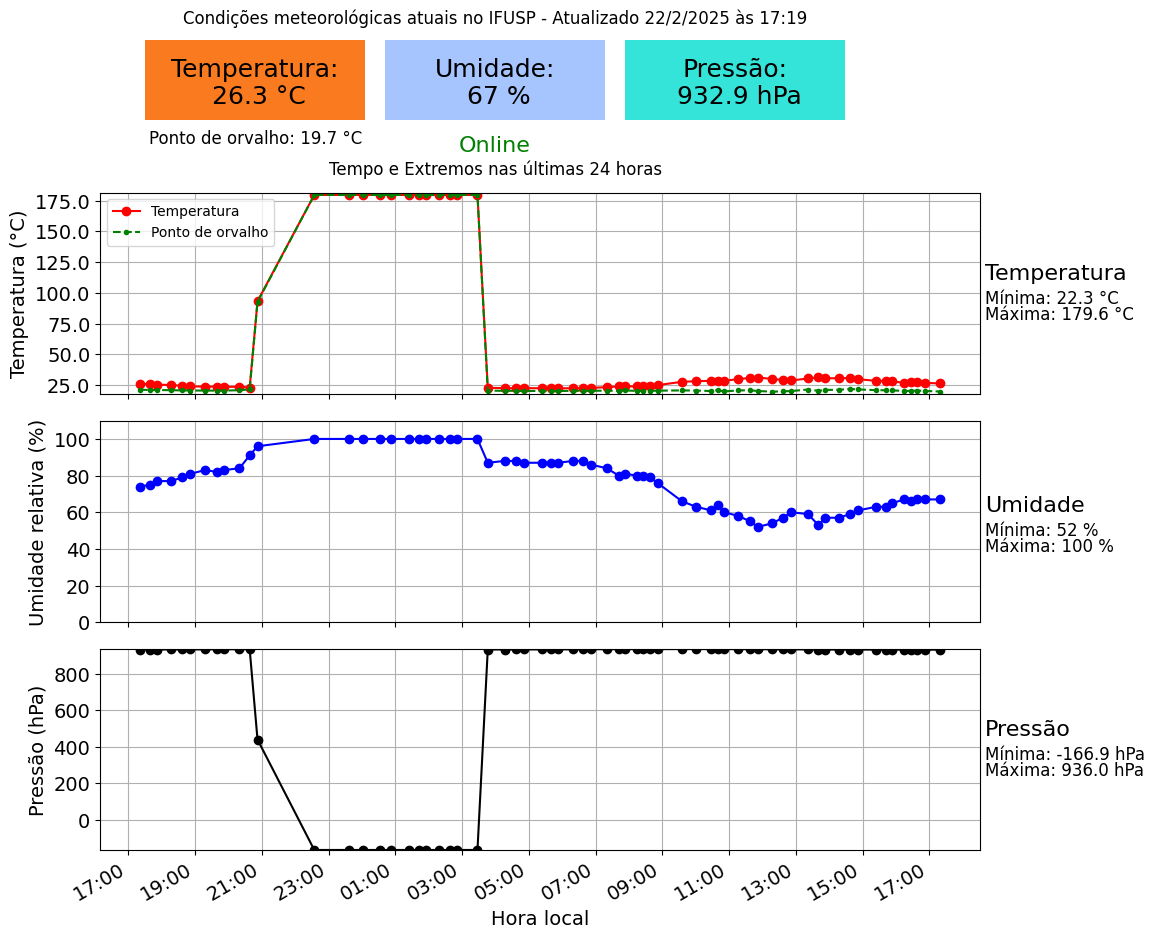 Condições meteorológicas atuais no IFUSP - Atualizado 22/2/2025 às 17:19
Temperatura:
26.3 °C
Umidade:
67 %
Pressão:
932.9 hPa
Ponto de orvalho: 19.7 °C
Online
Tempo e Extremos nas últimas 24 horas
Temperatura (°C)
175.0
150.0
125.0
100.0
75.0
50.0
25.0
Temperatura
Ponto de orvalho
Temperatura
Mínima: 22.3 °C
Máxima: 179.6 °C
Umidade relativa (%)
100
80
60
40
20
0
Umidade
Mínima: 52 %
Máxima: 100 %
Pressão (hPa)
800
600
400
200
0
Pressão
Mínima: -166.9 hPa
Máxima: 936.0 hPa
17:00 19:00 21:00 23:00 01:00 03:00 05:00 07:00 09:00 11:00 13:00 15:00 17:00
Hora local